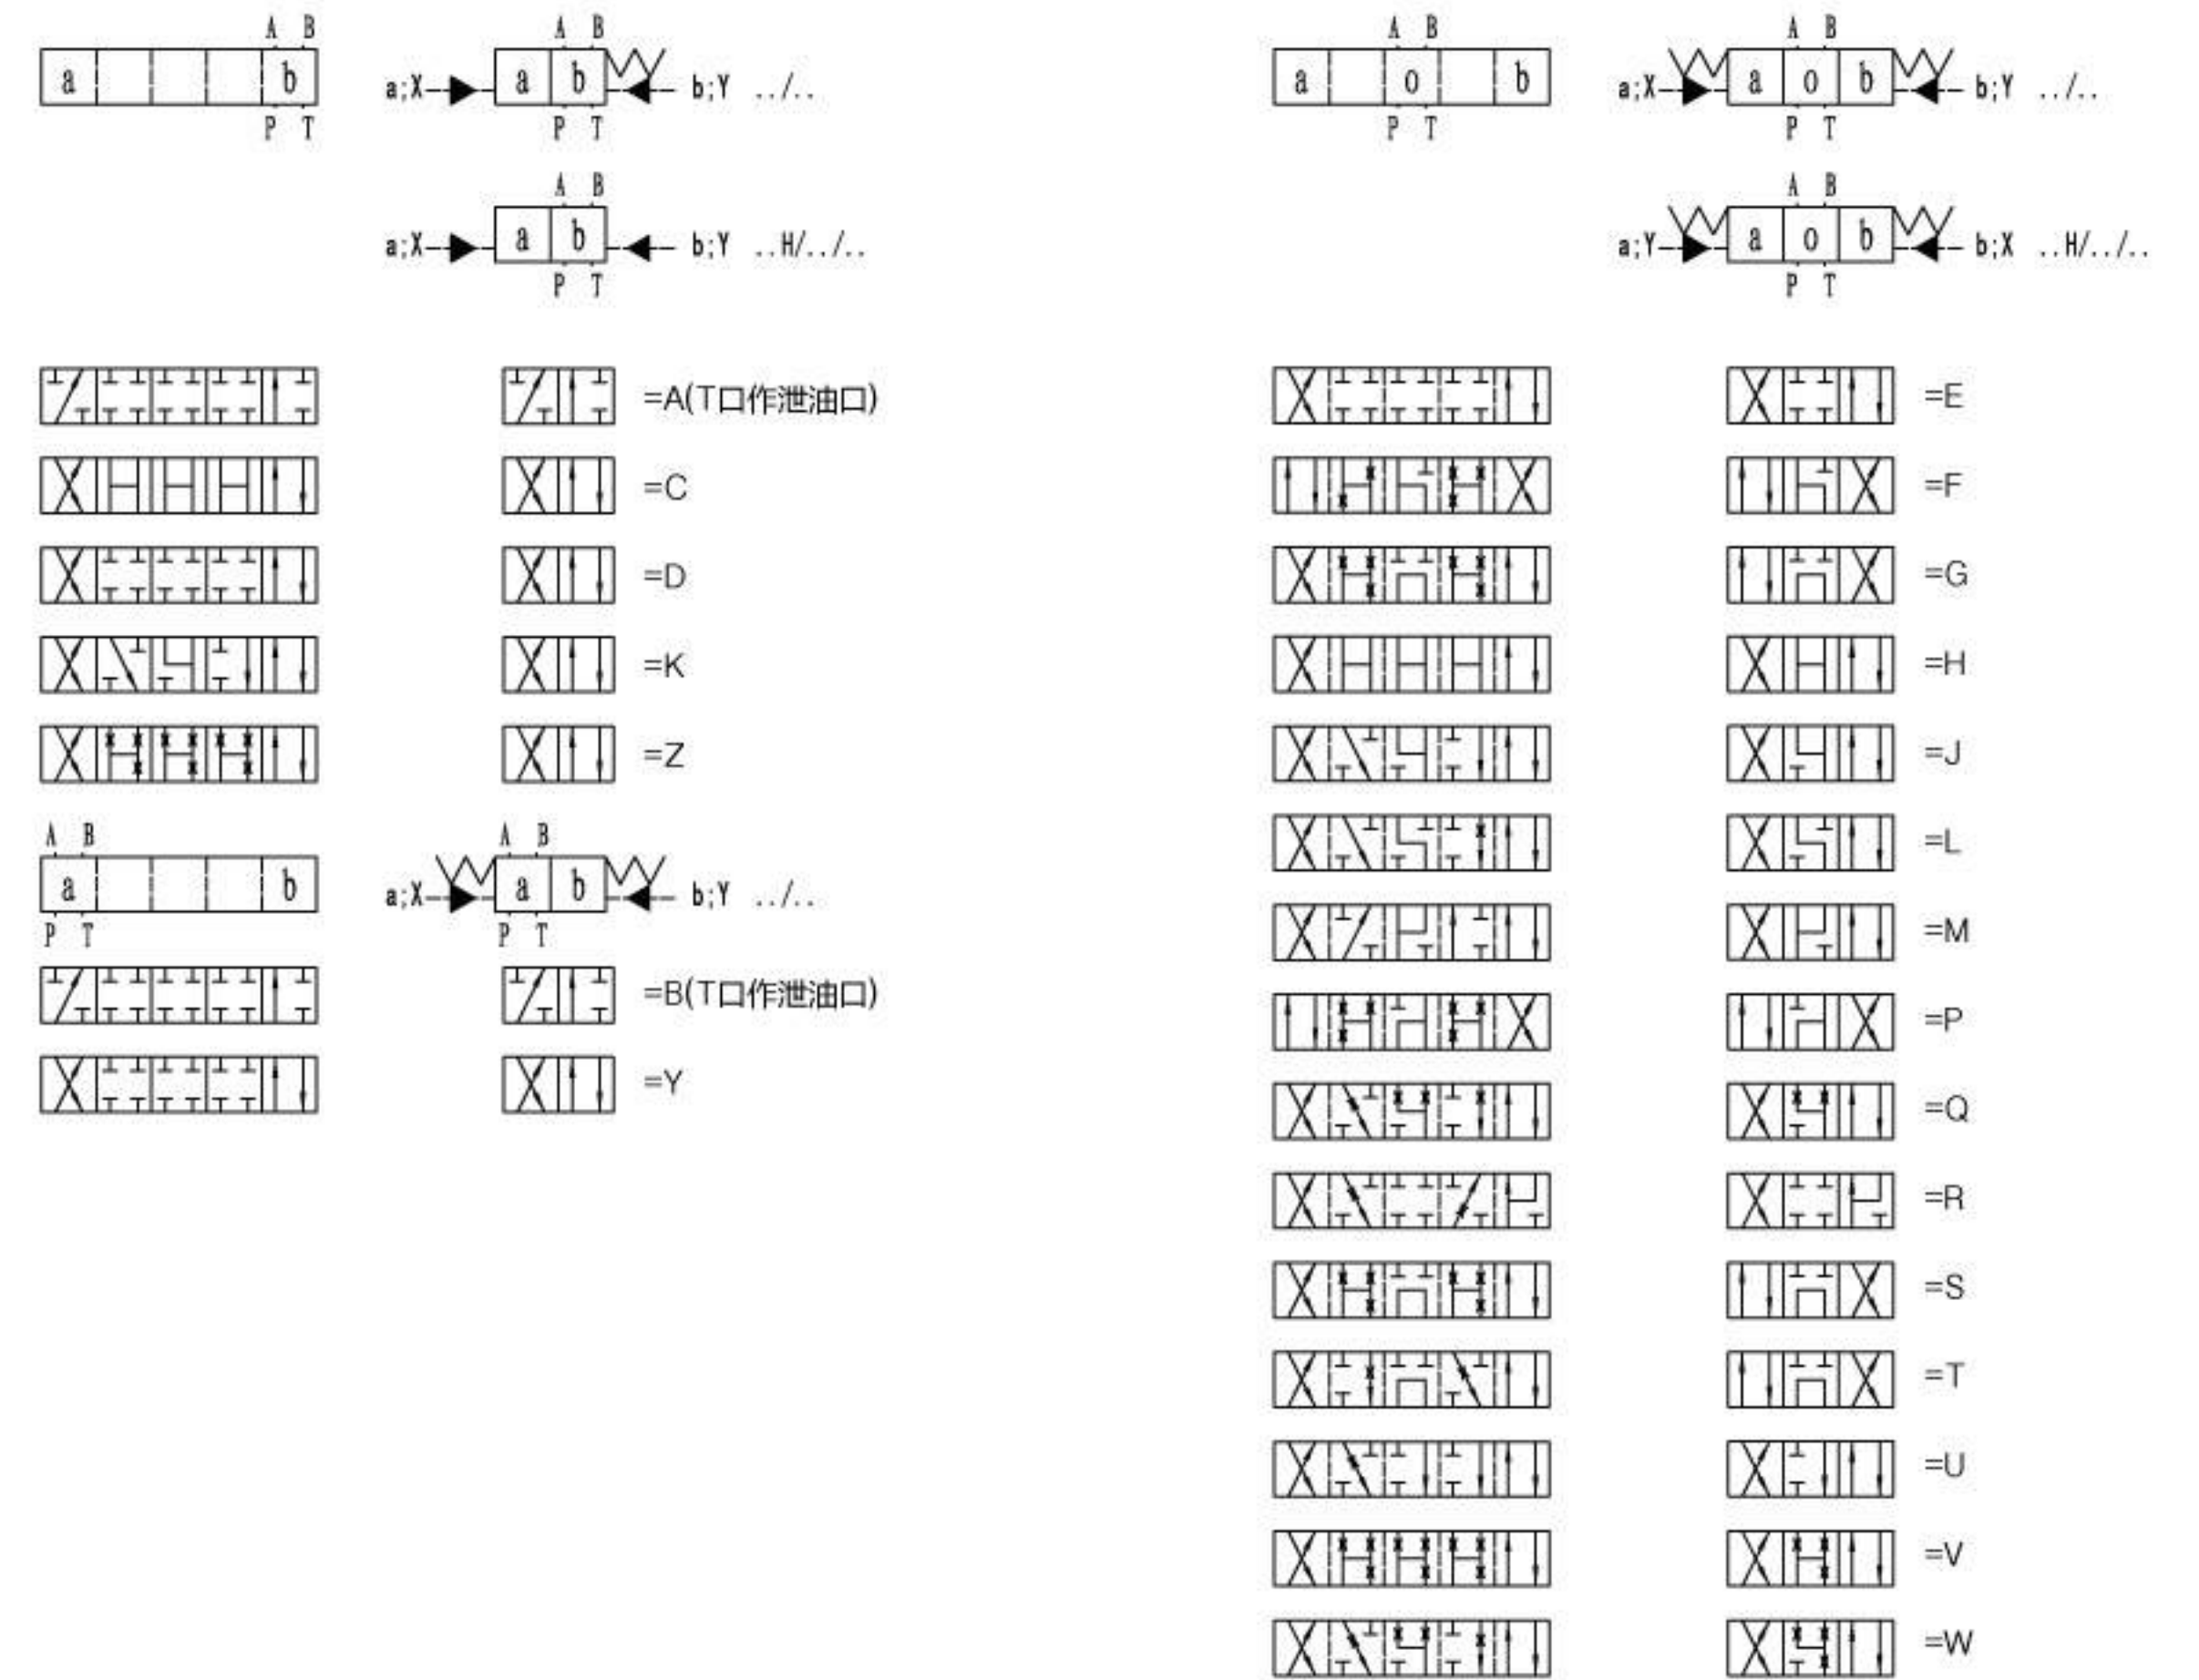 A B
a b
P T
A B
a;X a b b;Y ../..
P T
A B
a;X a b b;Y ..H/../..
P T
=A(T口作泄油口)
=C
=D
=K
=Z
A B
a b
P T
A B
a;X a b b;Y ../..
P T
=B(T口作泄油口)
=Y
A B
a o b
P T
A B
a;X a o b b;Y ../..
P T
A B
a;Y a o b b;X ..H/../..
P T
=E
=F
=G
=H
=J
=L
=M
=P
=Q
=R
=S
=T
=U
=V
=W